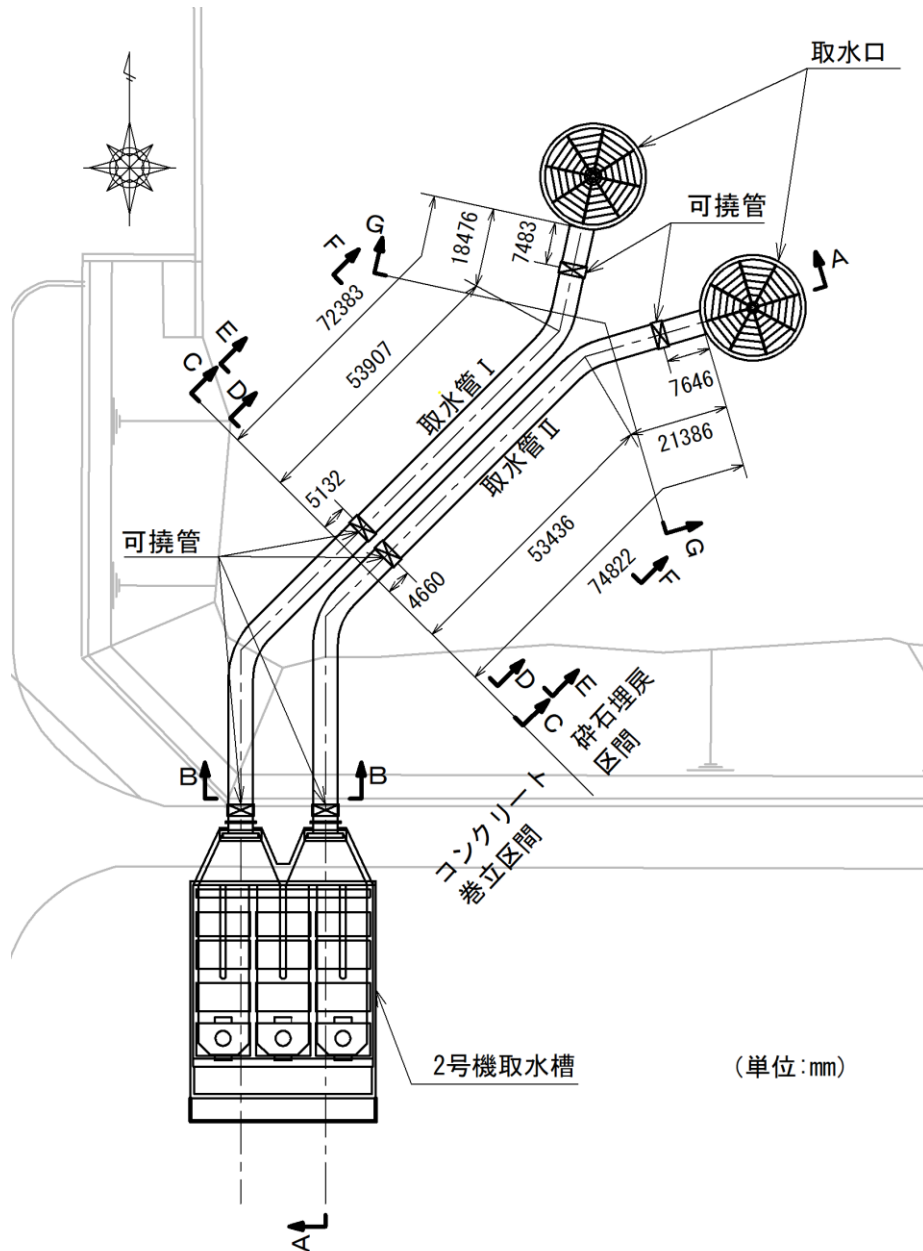 取水口
可撓管
A
G
F
18476
7483
72383
53907
E
C
D
取水管Ⅰ
取水管Ⅱ
7646
21386
5132
可撓管
53436
74822
4660
G
F
D
E
C
砕石埋戻
区間
B
B
コンクリート
巻立区間
2号機取水槽
(単位:mm)
A